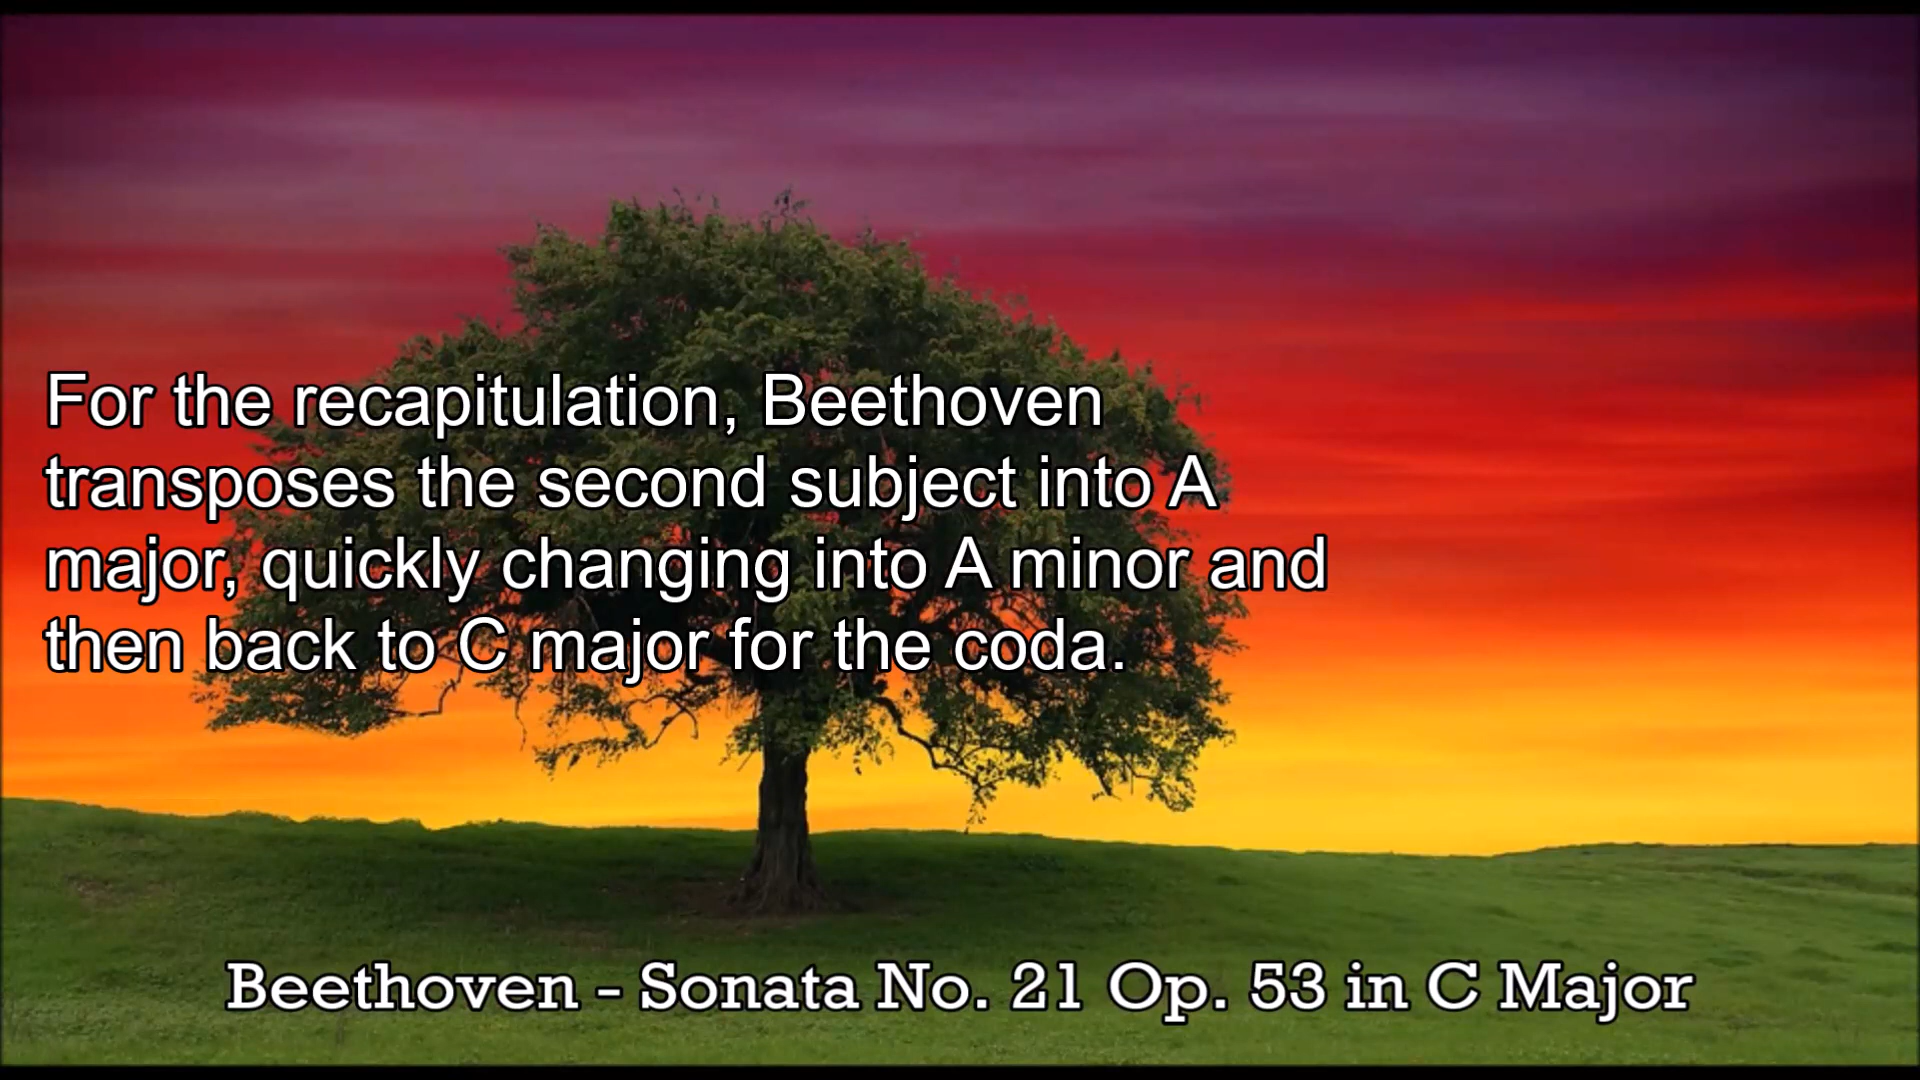 For the recapitulation, Beethoven
transposes the second subject into A
major, quickly changing into A minor and
then back to C major for the coda.
Beethoven - Sonata No. 21 Op. 53 in C Major